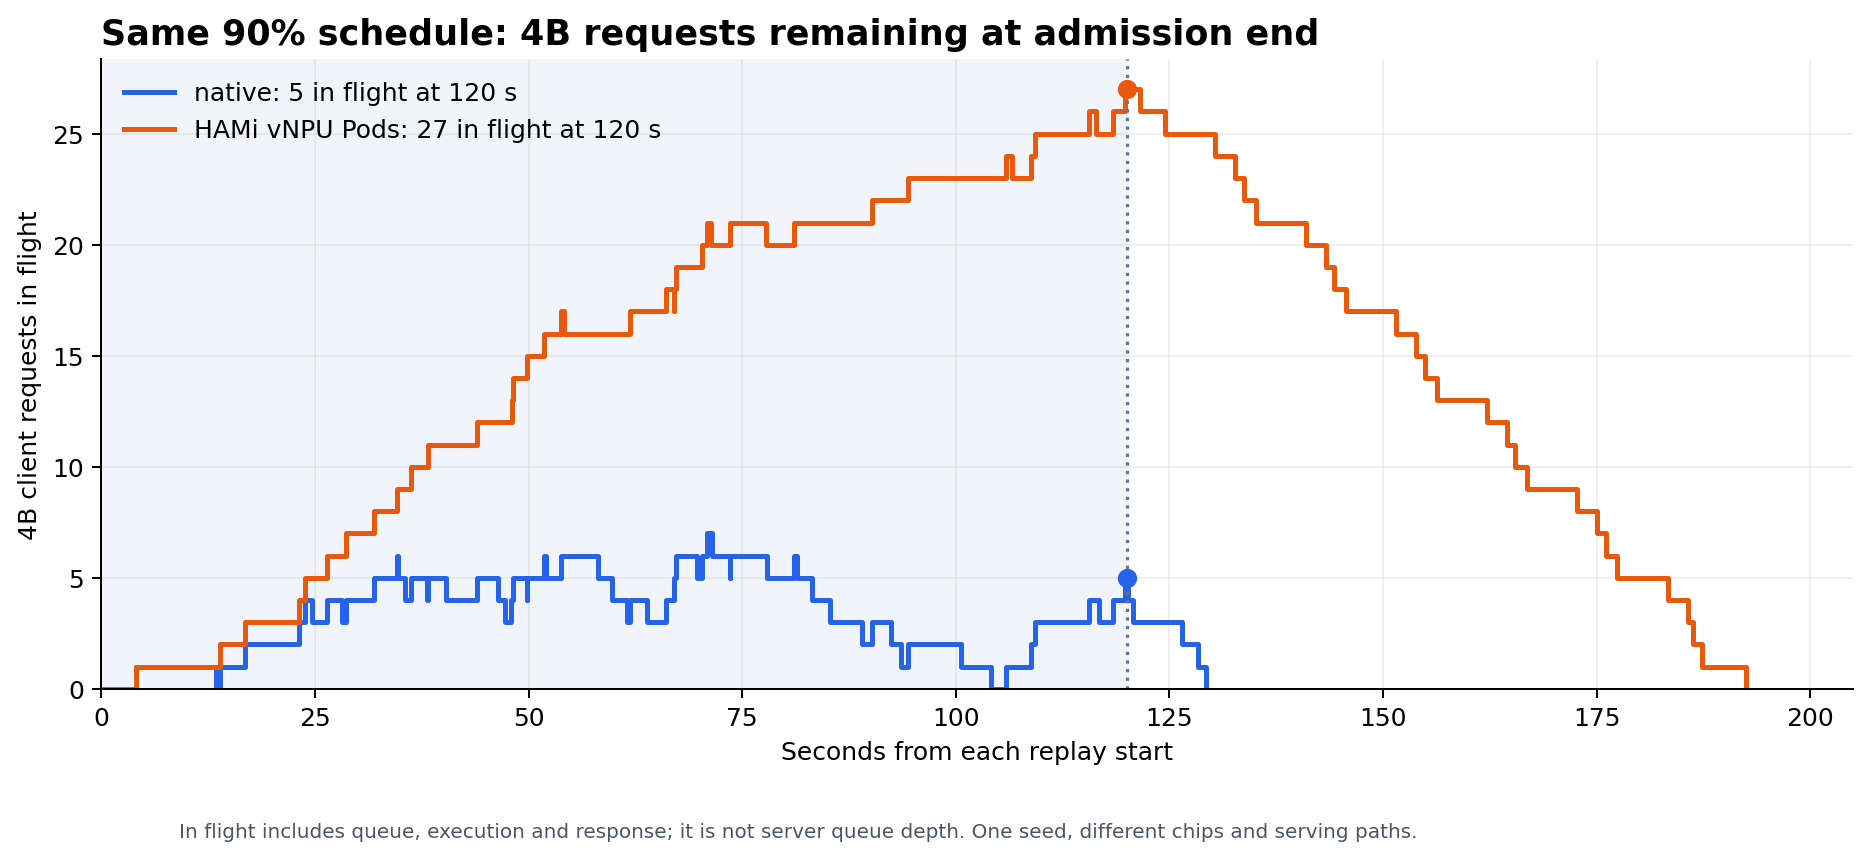 Same 90% schedule: 4B requests remaining at admission end
native: 5 in flight at 120 s
HAMi vNPU Pods: 27 in flight at 120 s
4B client requests in flight
25
20
15
10
5
0
0 25 50 75 100 125 150 175 200
Seconds from each replay start
In flight includes queue, execution and response; it is not server queue depth. One seed, different chips and serving paths.